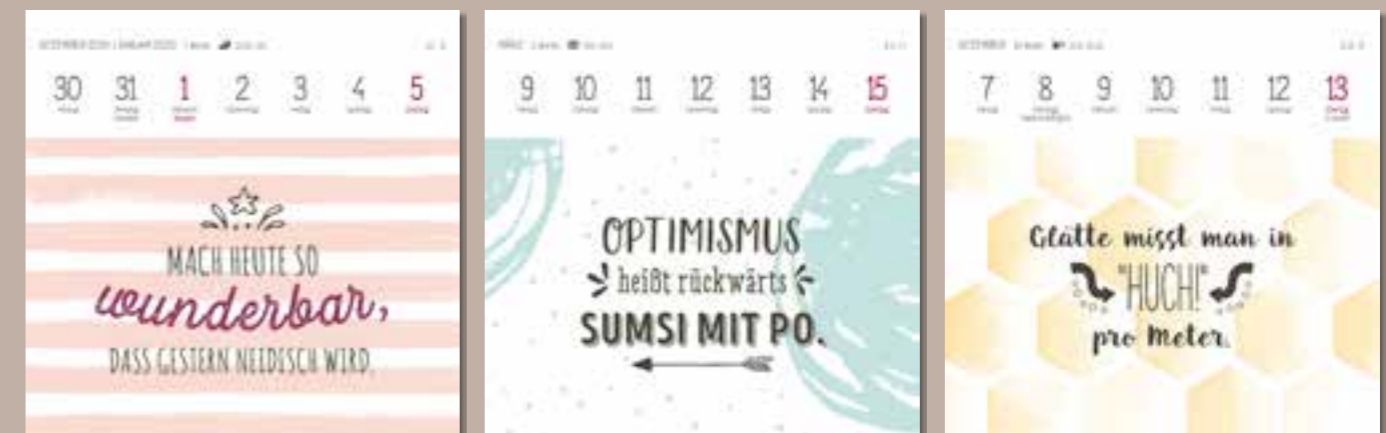 30 31 1 2 3 4 5
MACH HEUTE SO
wunderbar,
DASS GESTERN NEIDISCH WIRD.
9 10 11 12 13 14 15
OPTIMISMUS
heißt rückwärts
SUMSI MIT PO.
7 8 9 10 11 12 13
Glätte misst man in
"HUCH!"
pro Meter.